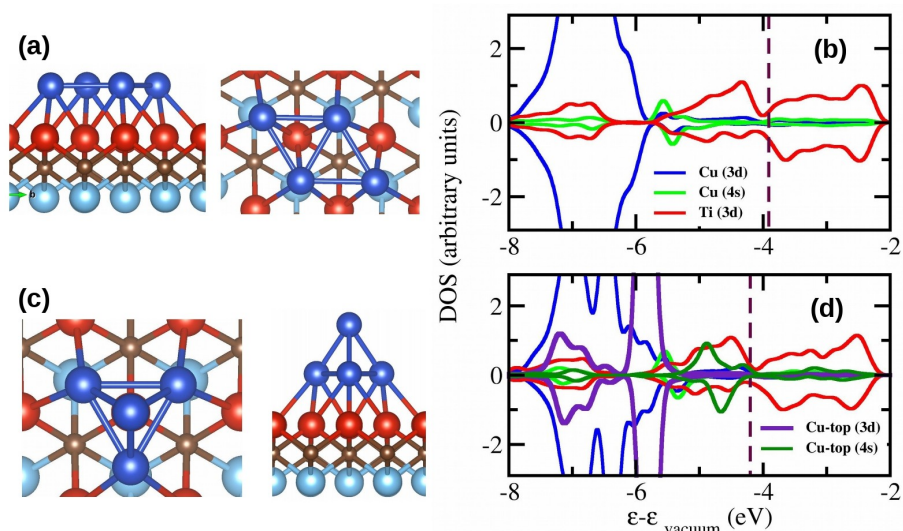 (a)
b
(b)
2
0
-2
Cu (3d)
Cu (4s)
Ti (3d)
-8
-6
-4
-2
DOS (arbitrary units)
(c)
(d)
2
0
-2
Cu-top (3d)
Cu-top (4s)
-8
-6
-4
-2
ε-ε vacuum (eV)